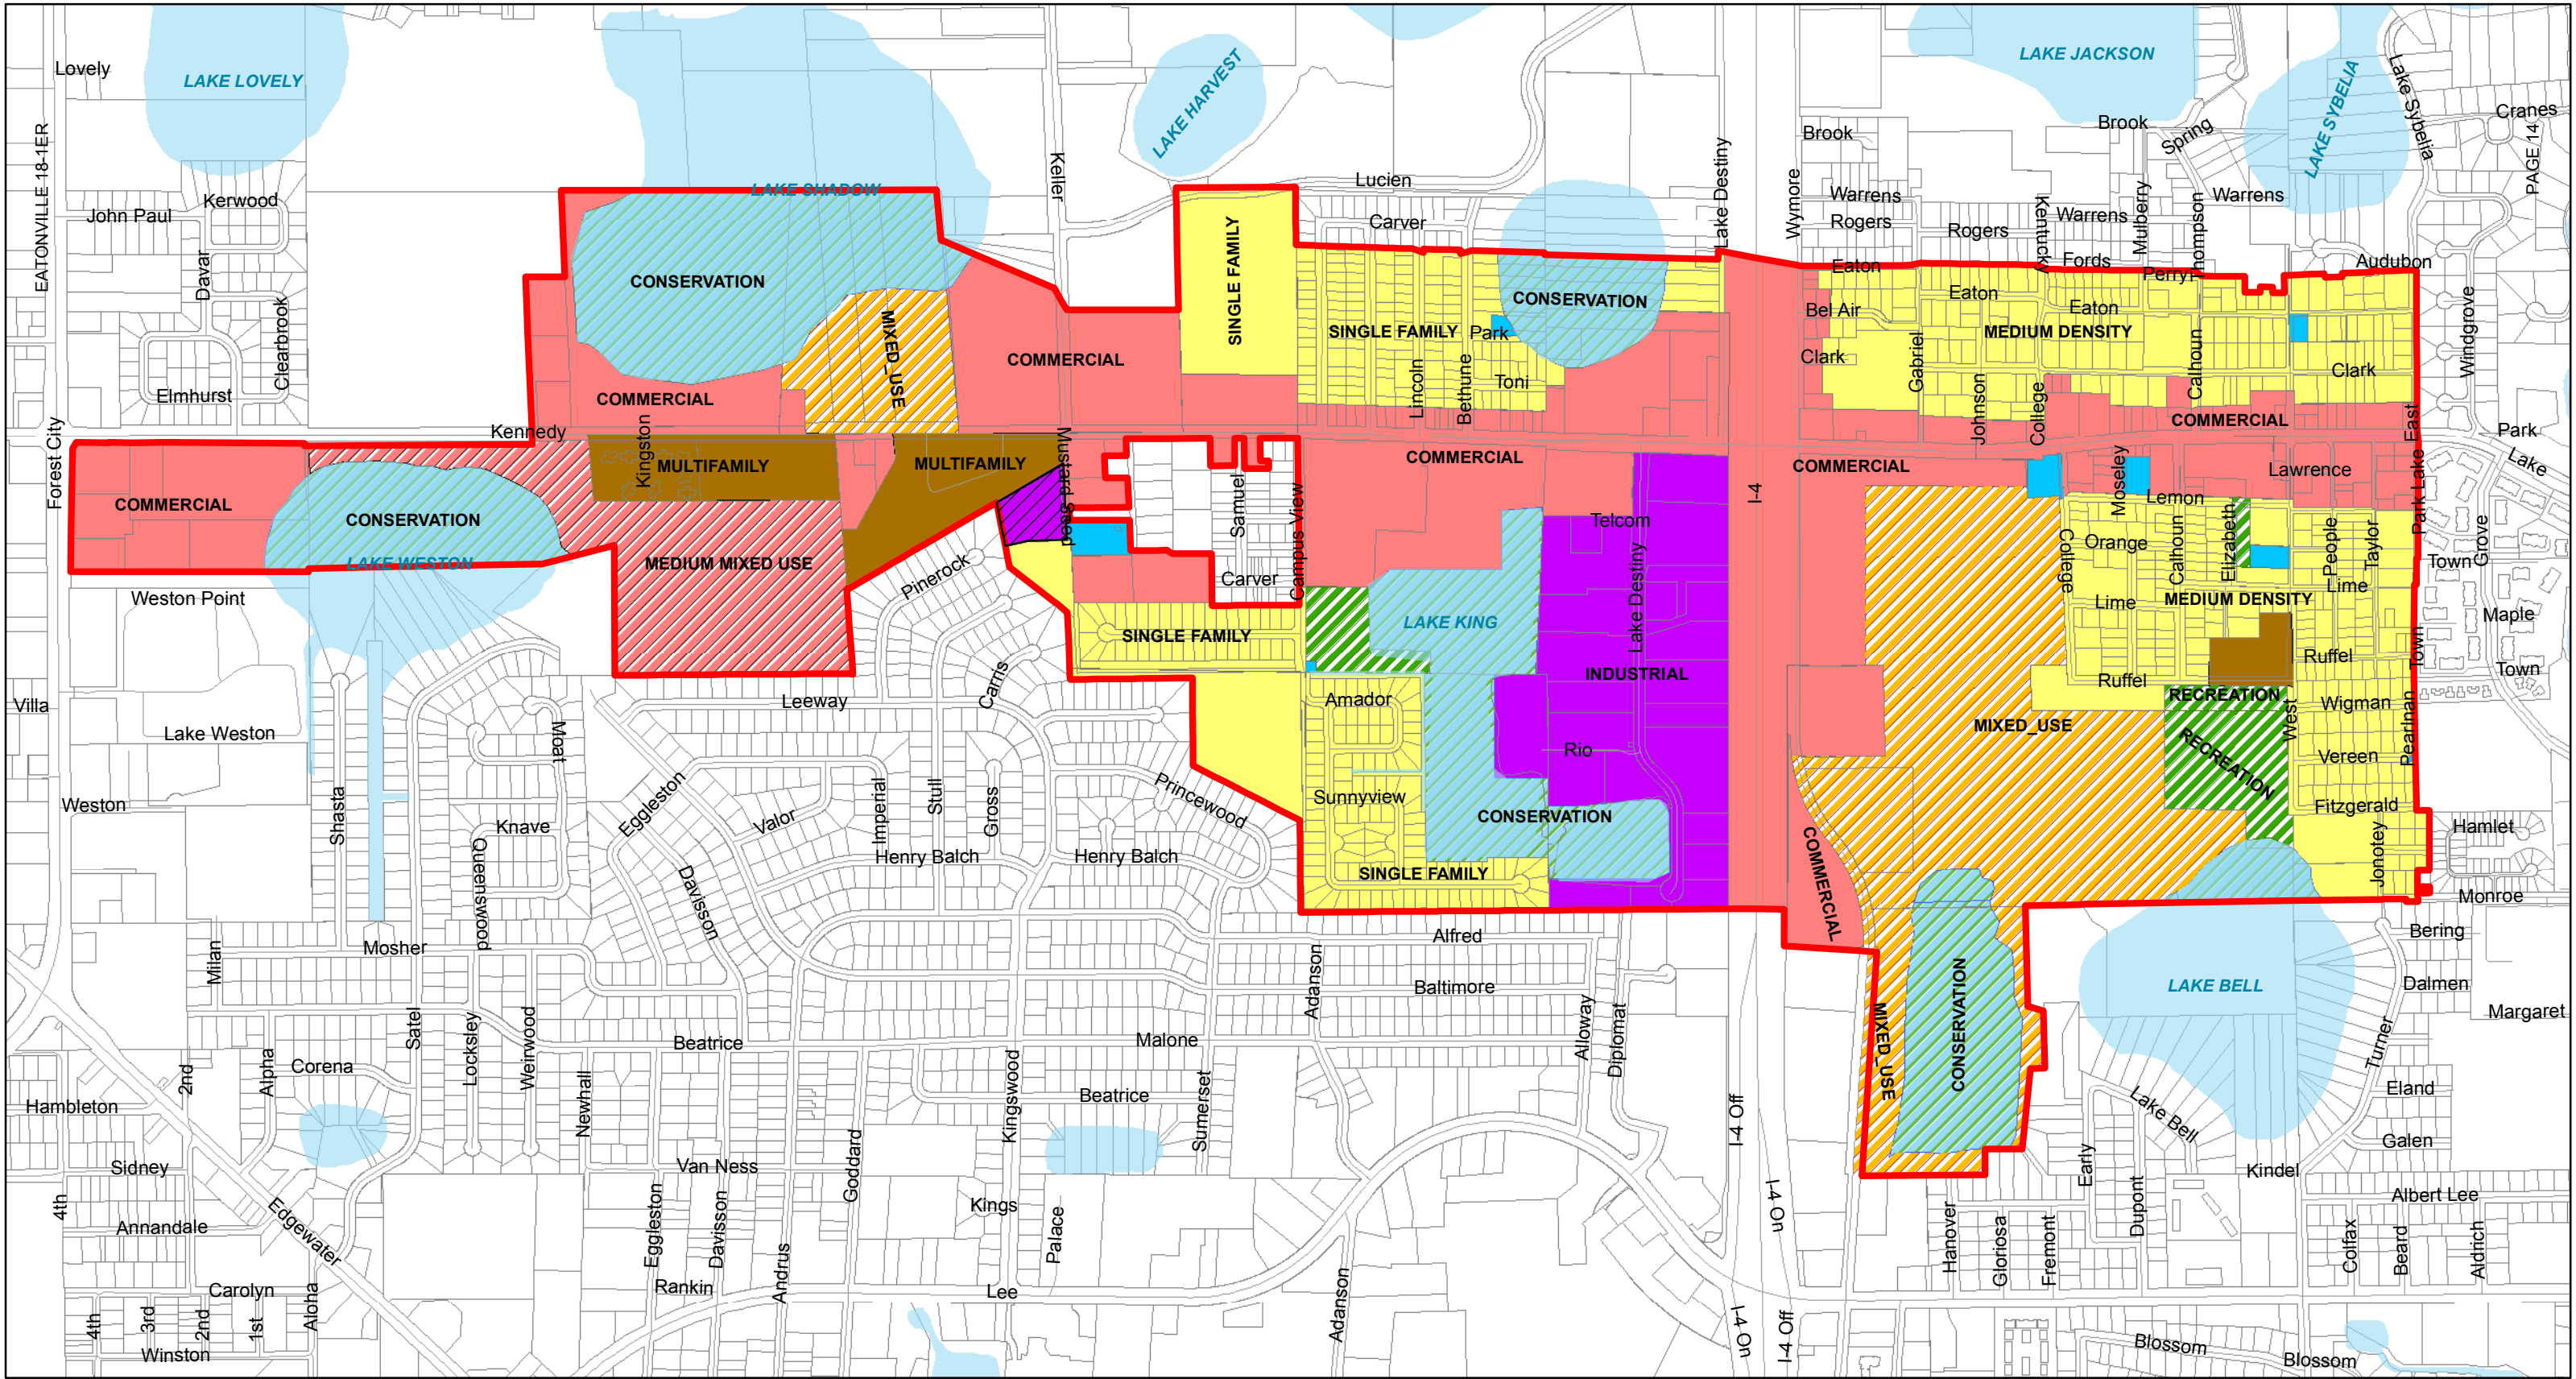 LAKE LOVELY
LAKE HARVEST
LAKE JACKSON
LAKE SYBELIA
Lake Sybelia
Cranes
PAGE 14
Lovely
EATONVILLE 18-1ER
Keller
Lake Destiny
Wymore
Brook
Brook
Spring
Kerwood
John Paul
Davar
Clearbrook
Elmhurst
LAKE SHADOW
Lucien
Carver
Warrens
Rogers
Rogers
Kentucky
Warrens
Mulberry
Thompson
Warrens
Fords
Perry
Audubon
Eaton
Eaton
Eaton
Bel Air
Clark
Gabriel
Johnson
College
Calhoun
Clark
Windgrove
CONSERVATION
MIXED_USE
COMMERCIAL
COMMERCIAL
SINGLE FAMILY
SINGLE FAMILY
Park
Lincoln
Bethune
Toni
CONSERVATION
MEDIUM DENSITY
COMMERCIAL
East
Park
Lake
Forest City
Kennedy
COMMERCIAL
CONSERVATION
LAKE WESTON
Kingston
MULTIFAMILY
MULTIFAMILY
MEDIUM MIXED USE
Mustard Seed
Samuel
Campus View
Carver
COMMERCIAL
Telcom
Lake Destiny
I-4
COMMERCIAL
Moseley
Lawrence
Lemon
Park Lake
College
Orange
Calhoun
Elizabeth
People
Taylor
Lime
Lime
MEDIUM DENSITY
Town
Grove
Maple
Town
Town
Weston Point
Pinerock
Carris
SINGLE FAMILY
LAKE KING
INDUSTRIAL
Ruffel
Ruffel
RECREATION
RECREATION
West
Wigman
Pearlnan
Vereen
Fitzgerald
Jonotey
Hamlet
Monroe
Villa
Lake Weston
Weston
Shasta
Moat
Knave
Queenswood
Leeway
Eggleston
Valor
Imperial
Stull
Gross
Princewood
Henry Balch
Henry Balch
Davisson
Amador
Sunnyview
SINGLE FAMILY
Rio
CONSERVATION
MIXED_USE
COMMERCIAL
MIXED_USE
CONSERVATION
LAKE BELL
Bering
Dalmen
Margaret
Turner
Eland
Galen
Kindel
Lake Bell
Early
Dupont
Albert Lee
Milan
Mosher
Satel
Locksley
Weirwood
Newhall
Beatrice
Alfred
Baltimore
Malone
Beatrice
Adanson
Alloway
Diplomat
Kingswood
Somerset
Hambleton
2nd
Alpha
Corena
Sidney
4th
Annandale
Edgewater
Carolyn
Aloha
4th
3rd
2nd
1st
Winston
Van Ness
Goddard
Eggleston
Davisson
Andrus
Rankin
Kings
Palace
Lee
Adanson
I-4 Off
I-4 On
I-4 On
I-4 Off
Hanover
Gloriosa
Fremont
Colfax
Beard
Aldrich
Blossom
Blossom